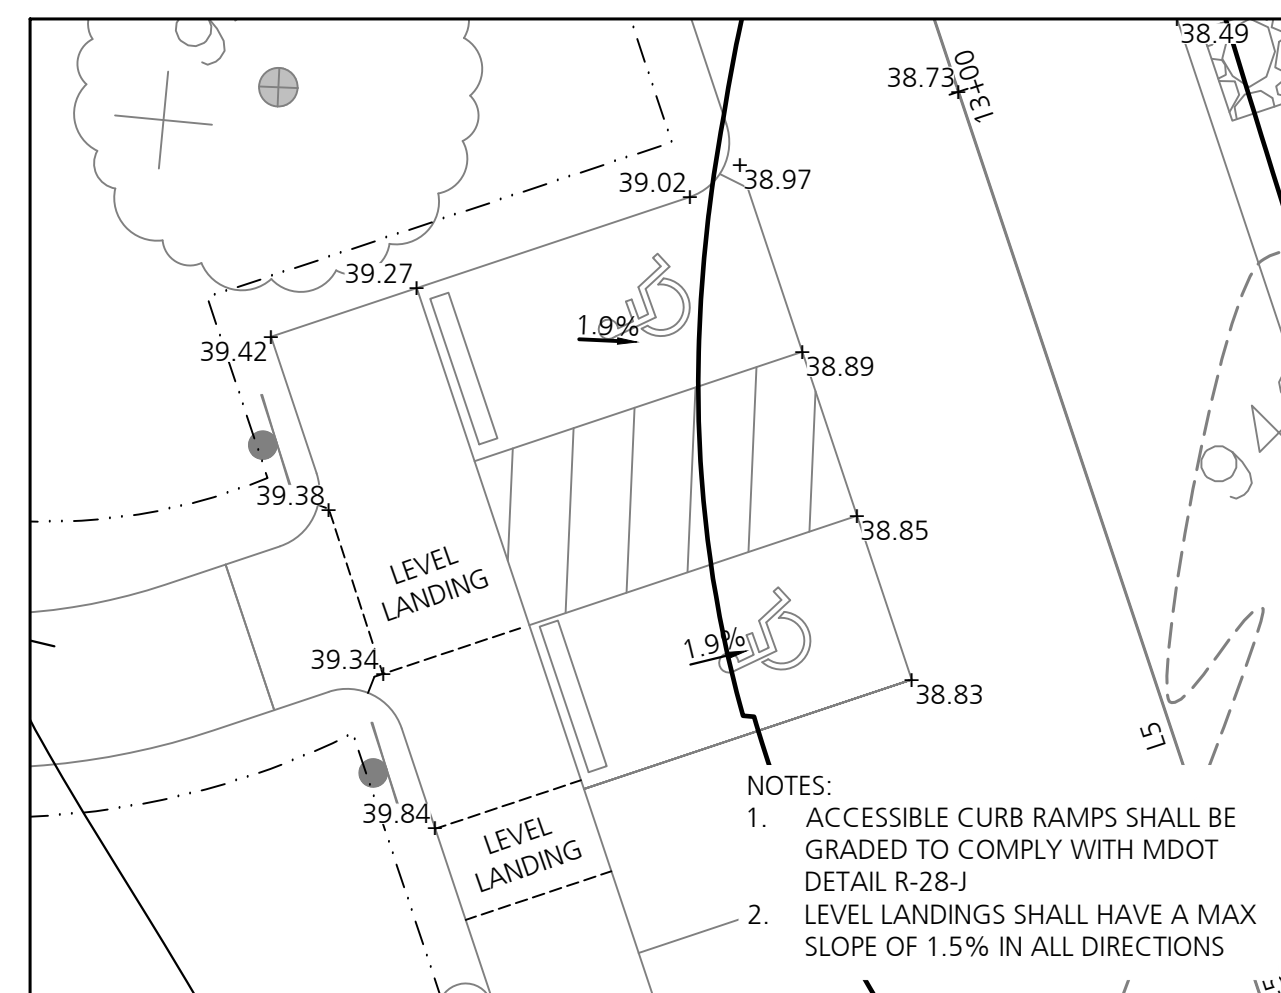 38.49
38.73
13+00
39.02
38.97
39.27
1.9%
39.42
38.89
39.38
38.85
LEVEL
LANDING
1.9%
39.34
38.83
L5
39.84
LEVEL
LANDING
NOTES:
1. ACCESSIBLE CURB RAMPS SHALL BE
GRADED TO COMPLY WITH MDOT
DETAIL R-28-J
2. LEVEL LANDINGS SHALL HAVE A MAX
SLOPE OF 1.5% IN ALL DIRECTIONS